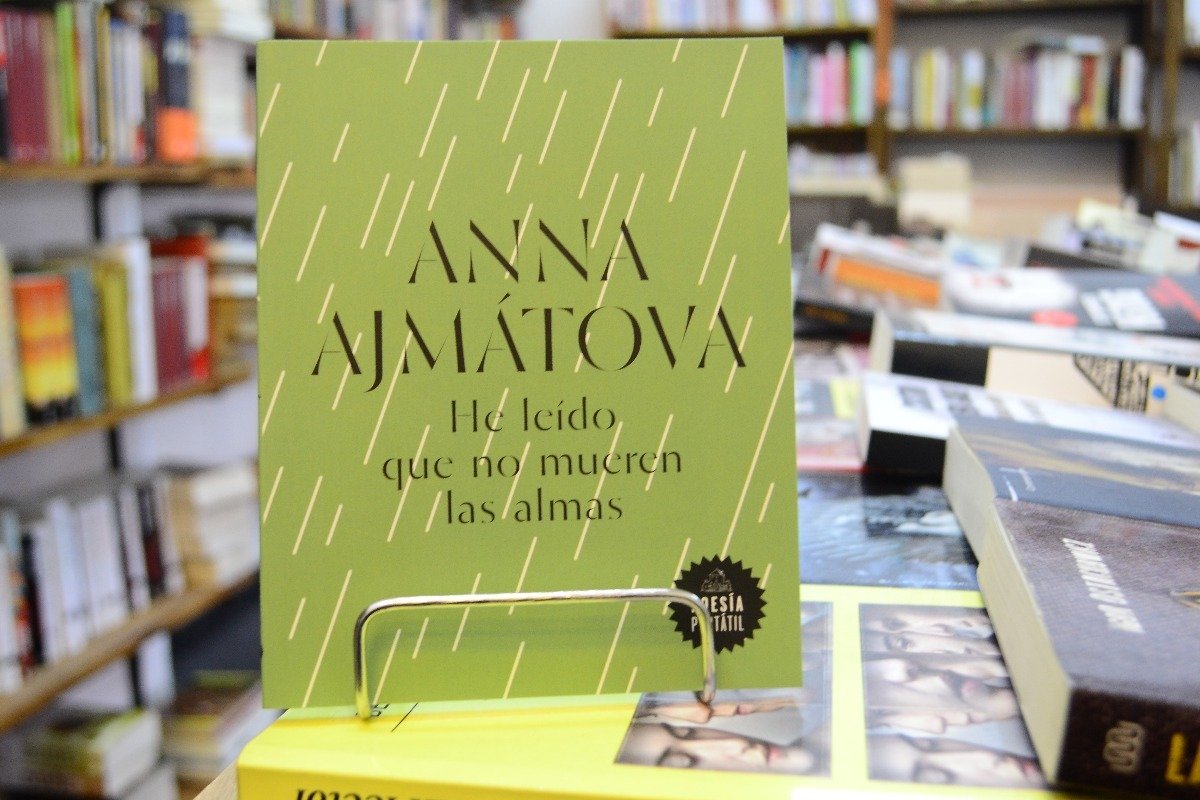 ANNA
AJMÁTOVA
He leído
que no mueren
las almas
POESÍA
PORTÁTIL